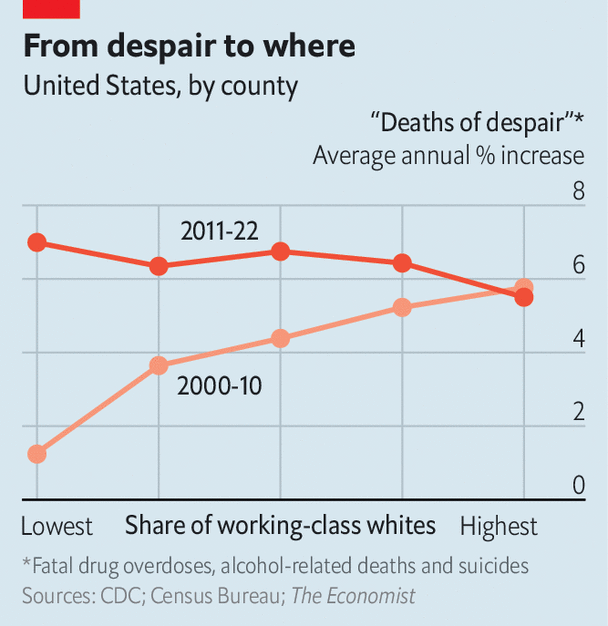 From despair to where
United States, by county
“Deaths of despair”*
Average annual % increase
8
2011-22
6
4
2000-10
2
0
Lowest Share of working-class whites Highest
*Fatal drug overdoses, alcohol-related deaths and suicides
Sources: CDC; Census Bureau; The Economist